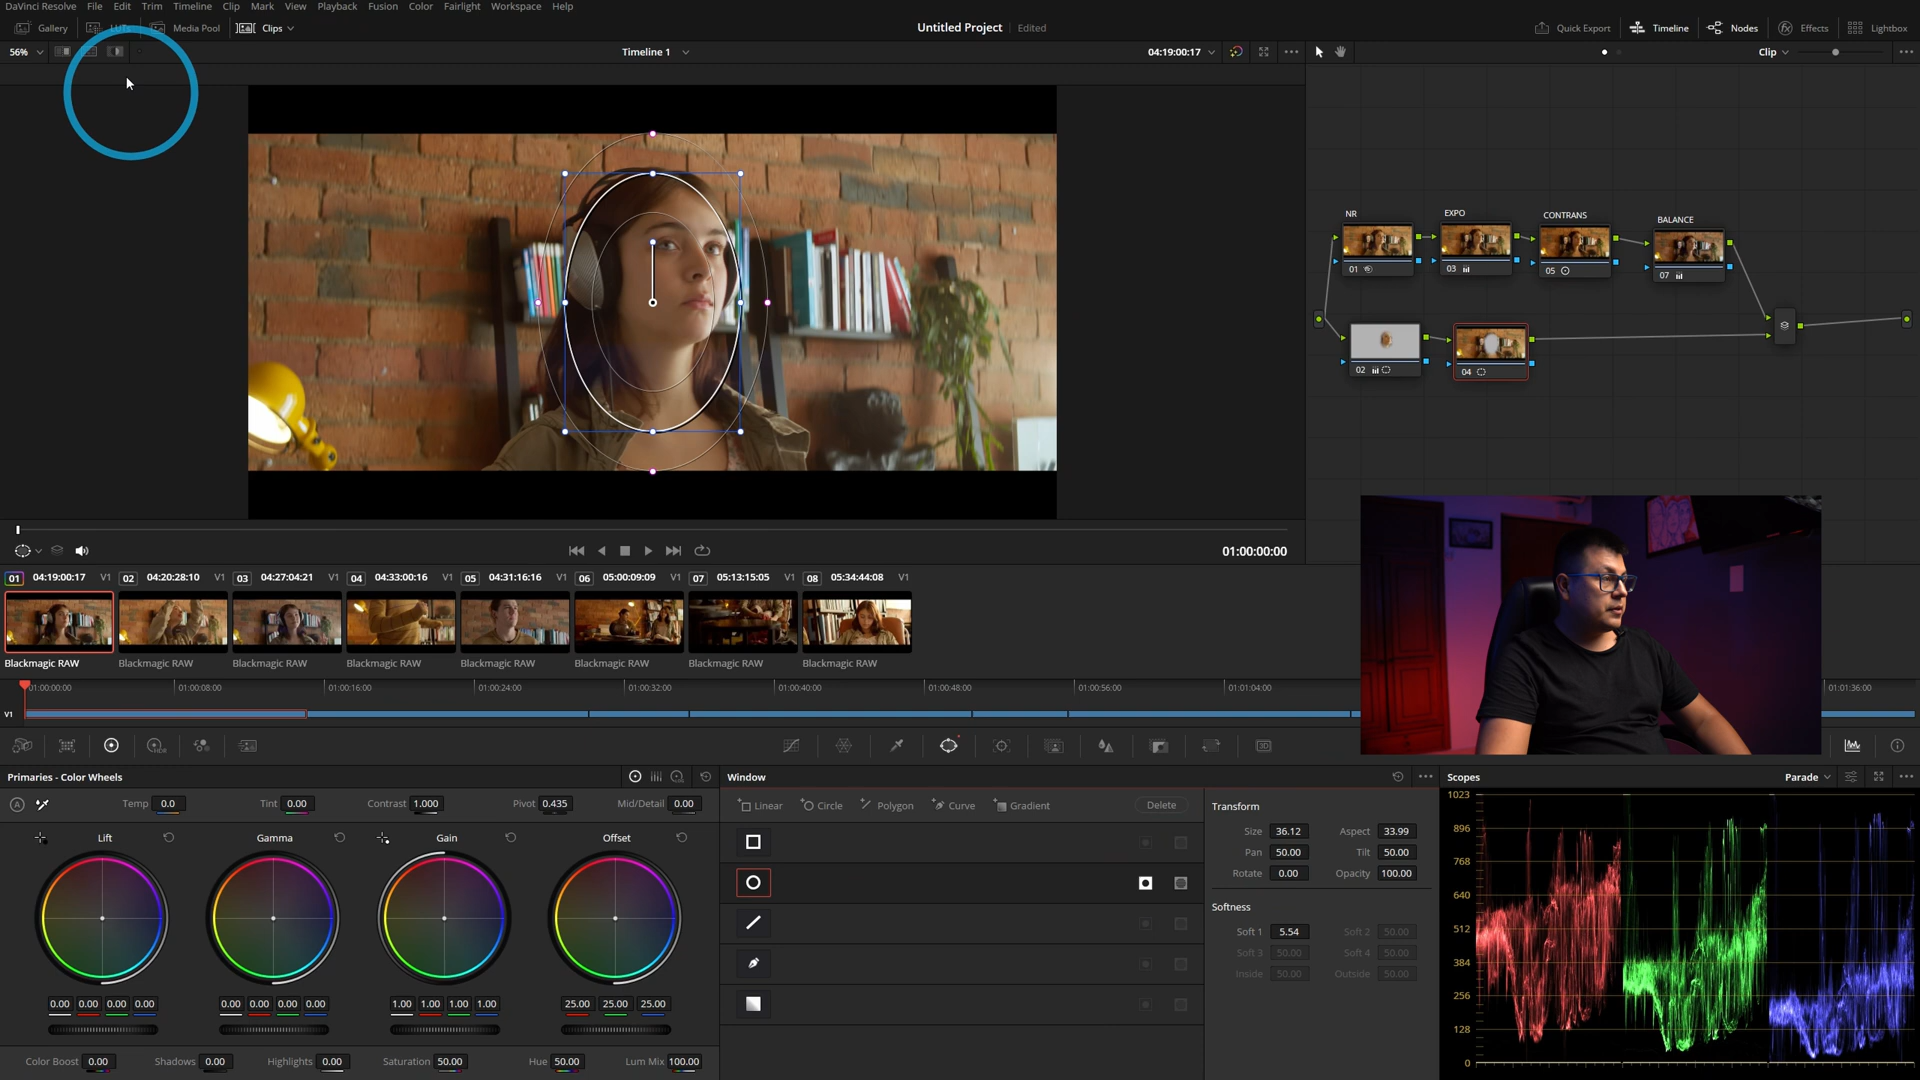 DaVinci Resolve File Edit Trim Timeline Clip Mark View Playback Fusion Color Fairlight Workspace Help
Gallery LUTs Media Pool Clips Untitled Project Edited Quick Export Timeline Nodes Effects Lightbox
56% Timeline 1 04:19:00:17 Clip
NR EXPO CONTRANS BALANCE
01 03 05 07
02 04
01:00:00:00
01 04:19:00:17 V1 02 04:20:28:10 V1 03 04:27:04:21 V1 04 04:33:00:16 V1 05 04:31:16:16 V1 06 05:00:09:09 V1 07 05:13:15:05 V1 08 05:34:44:08 V1
Blackmagic RAW Blackmagic RAW Blackmagic RAW Blackmagic RAW Blackmagic RAW Blackmagic RAW Blackmagic RAW Blackmagic RAW
01:00:00:00 01:00:08:00 01:00:16:00 01:00:24:00 01:00:32:00 01:00:40:00 01:00:48:00 01:00:56:00 01:01:04:00 01:01:36:00
V1
Primaries - Color Wheels
A Temp 0.0 Tint 0.00 Contrast 1.000 Pivot 0.435 Mid/Detail 0.00
Lift Gamma Gain Offset
0.00 0.00 0.00 0.00 0.00 0.00 0.00 0.00 1.00 1.00 1.00 1.00 25.00 25.00 25.00
Color Boost 0.00 Shadows 0.00 Highlights 0.00 Saturation 50.00 Hue 50.00 Lum Mix 100.00
Window
Linear Circle Polygon Curve Gradient Delete
Transform
Size 36.12 Aspect 33.99
Pan 50.00 Tilt 50.00
Rotate 0.00 Opacity 100.00
Softness
Soft 1 5.54 Soft 2 50.00
Soft 3 50.00 Soft 4 50.00
Inside 50.00 Outside 50.00
Scopes Parade
1023
896
768
640
512
384
256
128
0